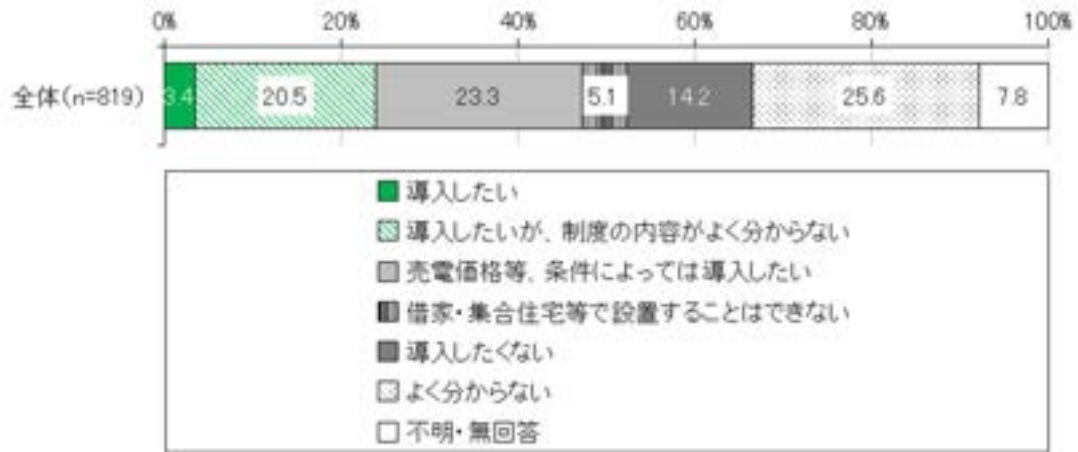 0% 20% 40% 60% 80% 100%
全体(n=819) 3.4 20.5 23.3 5.1 14.2 25.6 7.8
導入したい
導入したいが、制度の内容がよく分からない
売電価格等、条件によっては導入したい
借家・集合住宅等で設置することはできない
導入したくない
よく分からない
不明・無回答